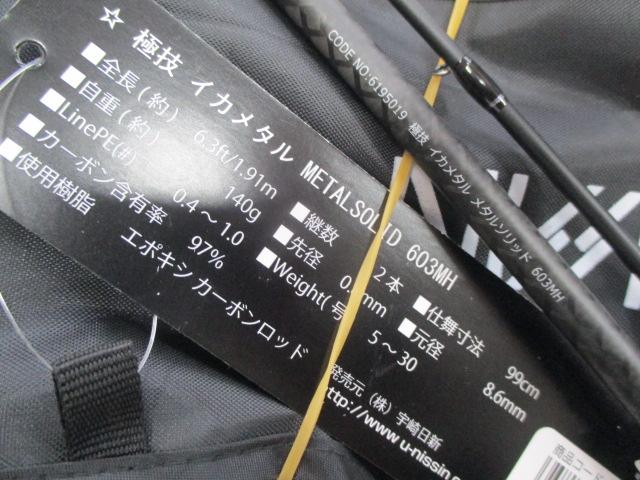 ☆ 極技 イカメタル METALSOLID 603MH
■全長(約) 6.3ft/1.91m ■継数 2本 ■仕舞寸法 99cm
■自重(約) 140g ■先径 mm ■元径 8.6mm
■LinePE(#) 0.4～1.0 ■Weight(号) 5～30
■カーボン含有率 97%
■使用樹脂 エポキシカーボンロッド
発売元 (株)宇崎日新
http://www.u-nissin
CODE NO.:6195019 極技 イカメタル メタルソリッド 603MH
商品コード